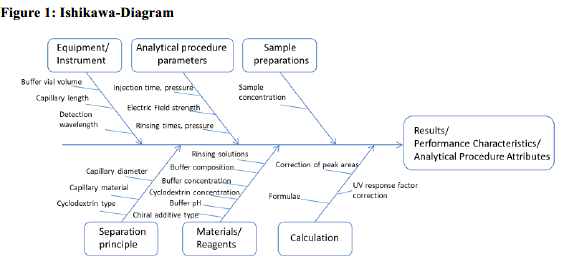 Figure 1: Ishikawa-Diagram
Equipment/
Instrument
Analytical procedure
parameters
Sample
preparations
Buffer vial volume
Capillary length
Detection
wavelength
Injection time, pressure
Electric Field strength
Rinsing times, pressure
Sample
concentration
Results/
Performance Characteristics/
Analytical Procedure Attributes
Capillary diameter
Capillary material
Cyclodextrin type
Rinsing solutions
Buffer composition
Buffer concentration
Cyclodextrin concentration
Buffer pH
Chiral additive type
Correction of peak areas
Formulae
UV response factor
correction
Separation
principle
Materials/
Reagents
Calculation